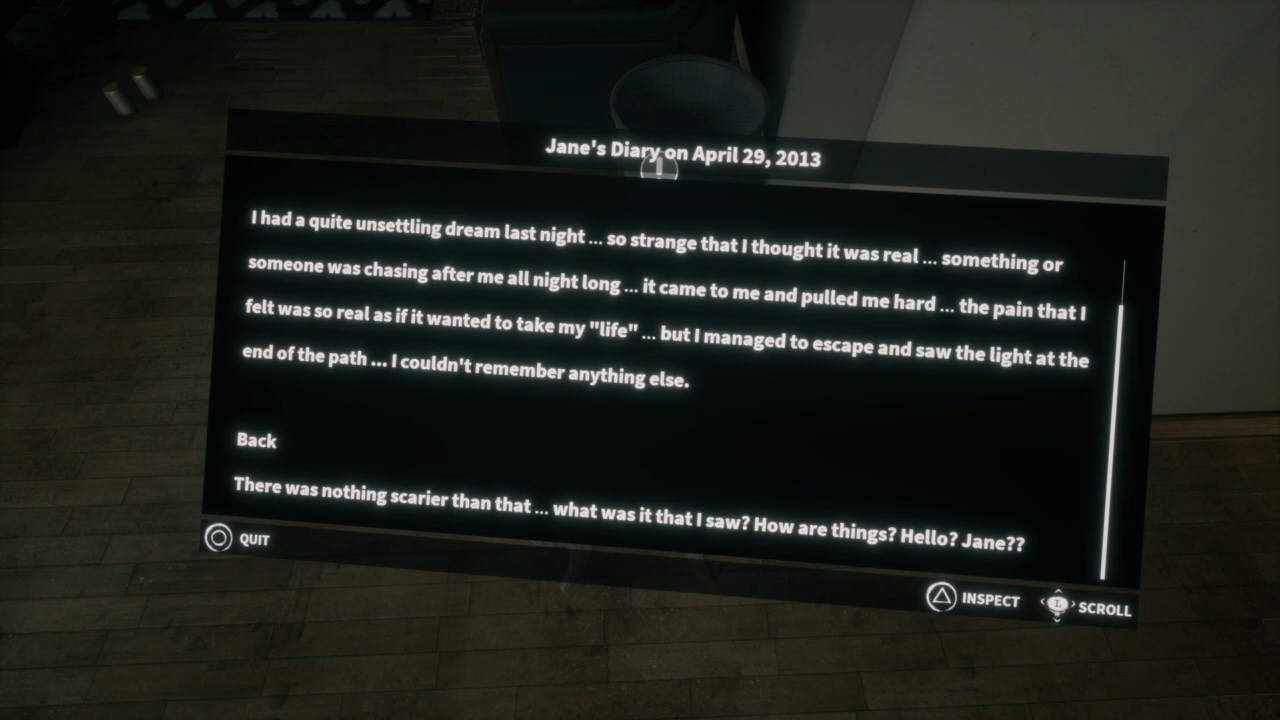 Jane's Diary on April 29, 2013
I had a quite unsettling dream last night ... so strange that I thought it was real ... something or
someone was chasing after me all night long ... it came to me and pulled me hard ... the pain that I
felt was so real as if it wanted to take my "life" ... but I managed to escape and saw the light at the
end of the path ... I couldn't remember anything else.
Back
There was nothing scarier than that ... what was it that I saw? How are things? Hello? Jane??
QUIT
INSPECT
L SCROLL